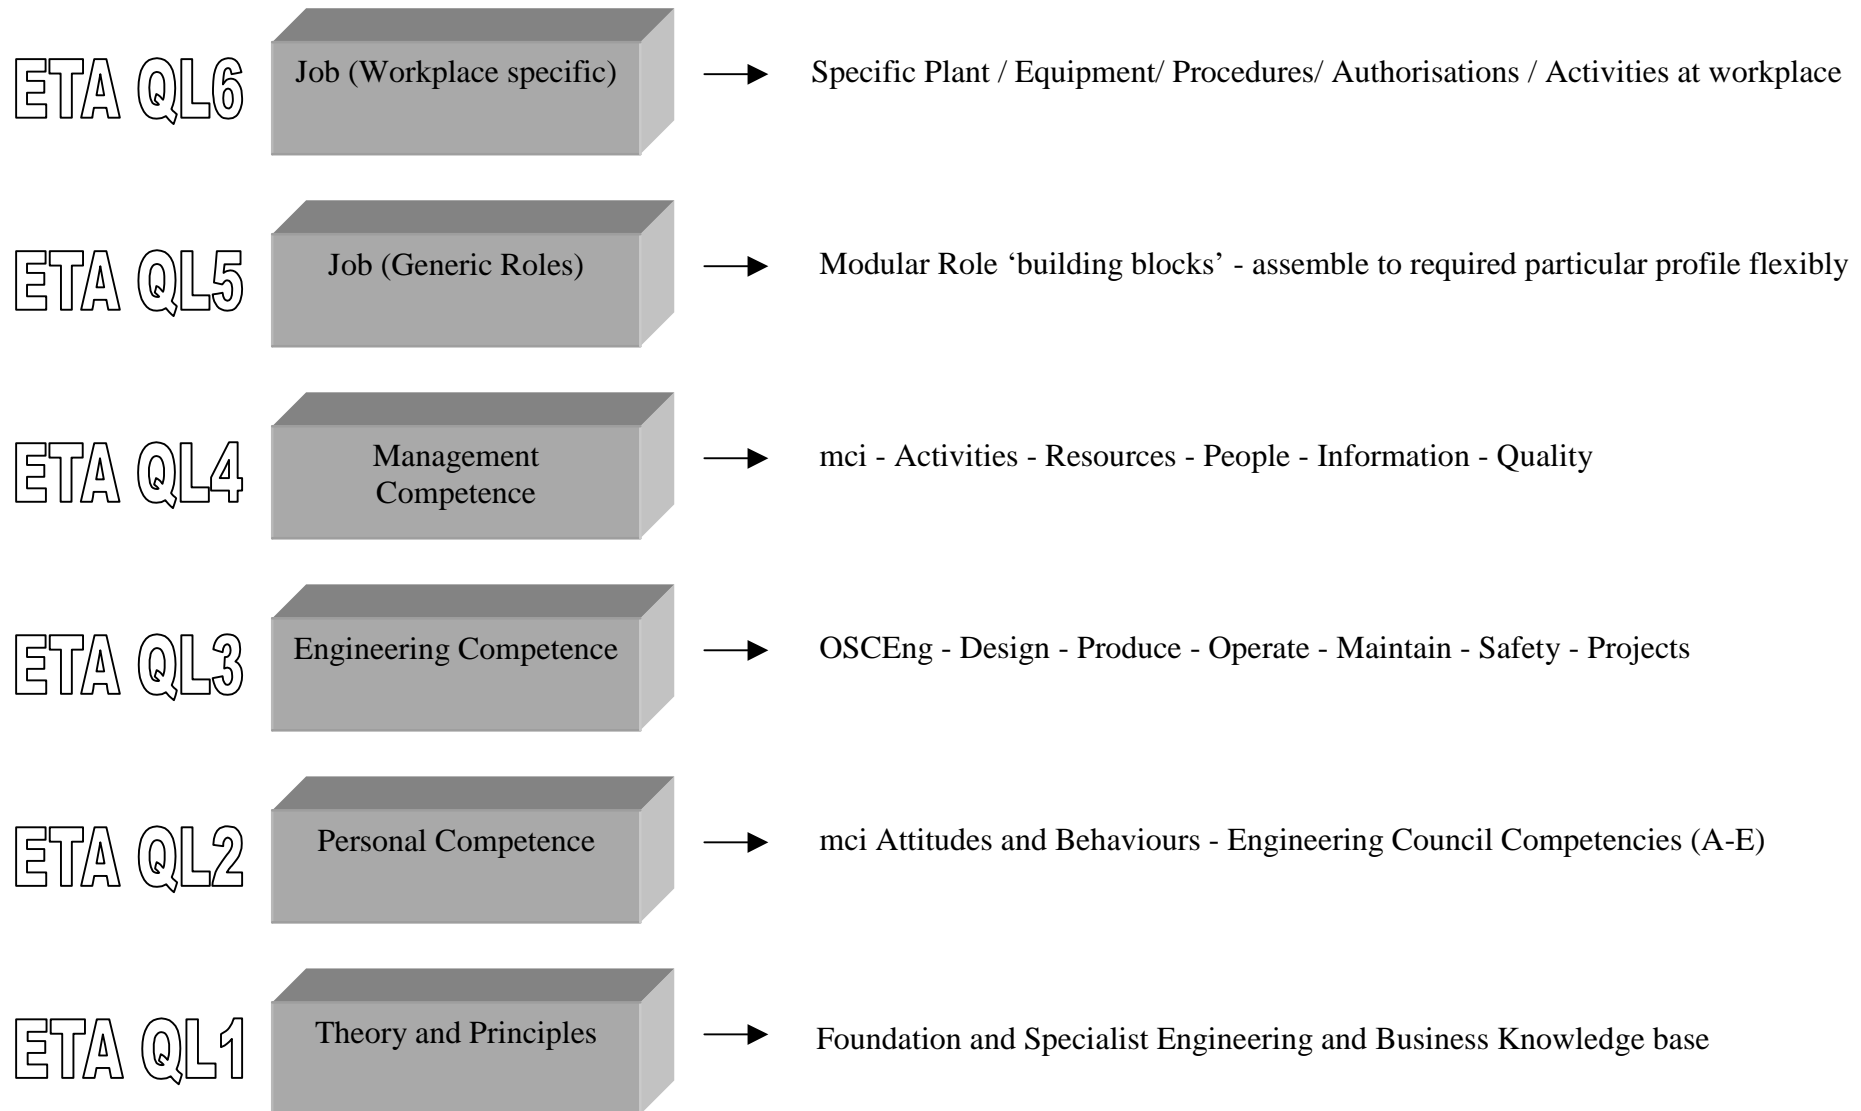 ETA QL6
Job (Workplace specific)
Specific Plant / Equipment/ Procedures/ Authorisations / Activities at workplace
ETA QL5
Job (Generic Roles)
Modular Role ‘building blocks’ - assemble to required particular profile flexibly
ETA QL4
Management
Competence
mci - Activities - Resources - People - Information - Quality
ETA QL3
Engineering Competence
OSCEng - Design - Produce - Operate - Maintain - Safety - Projects
ETA QL2
Personal Competence
mci Attitudes and Behaviours - Engineering Council Competencies (A-E)
ETA QL1
Theory and Principles
Foundation and Specialist Engineering and Business Knowledge base